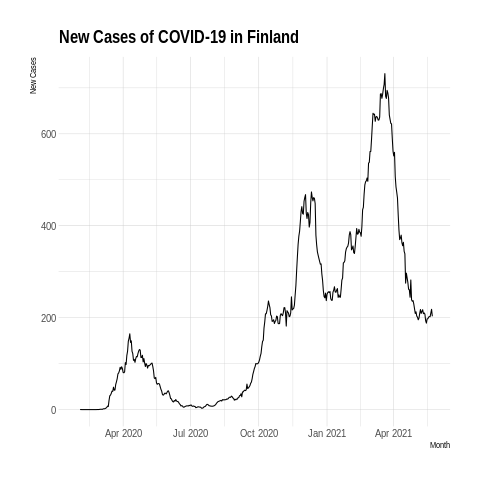 New Cases of COVID-19 in Finland
New Cases
600
400
200
0
Apr 2020 Jul 2020 Oct 2020 Jan 2021 Apr 2021
Month